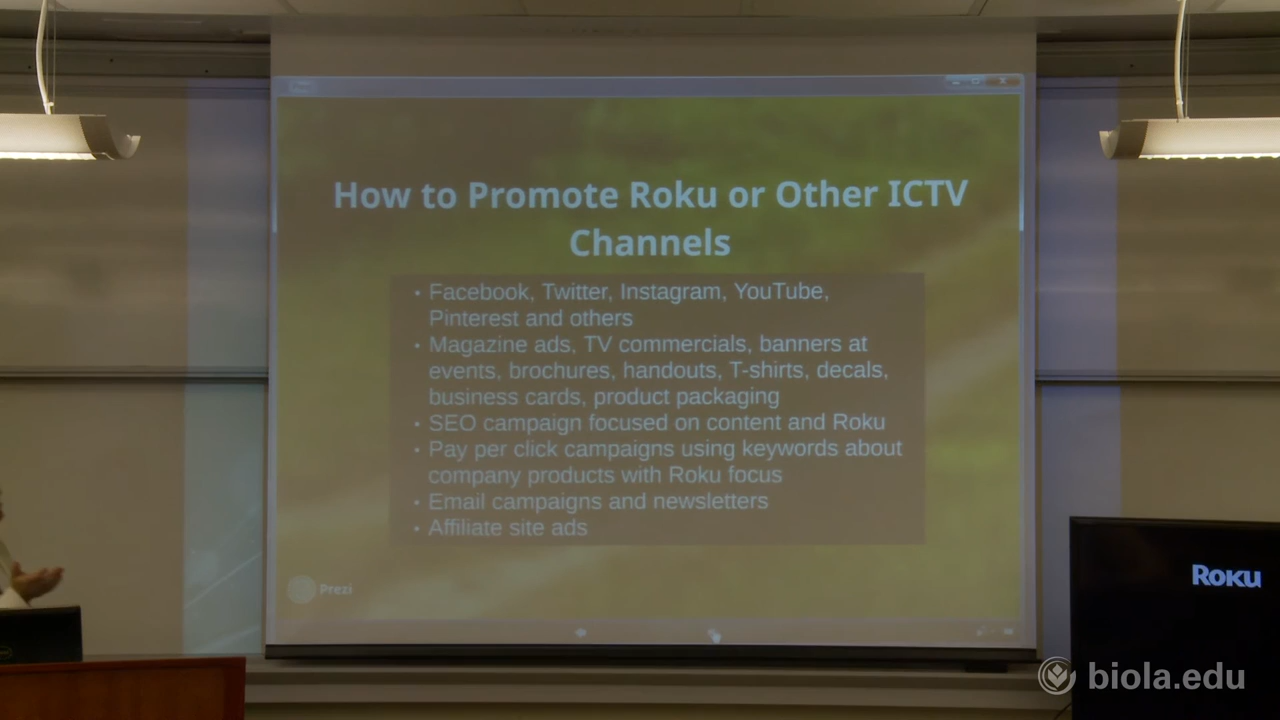 How to Promote Roku or Other ICTV
Channels
• Facebook, Twitter, Instagram, YouTube,
Pinterest and others
• Magazine ads, TV commercials, banners at
events, brochures, handouts, T-shirts, decals,
business cards, product packaging
• SEO campaign focused on content and Roku
• Pay per click campaigns using keywords about
company products with Roku focus
• Email campaigns and newsletters
• Affiliate site ads
Prezi
ROKU
biola.edu